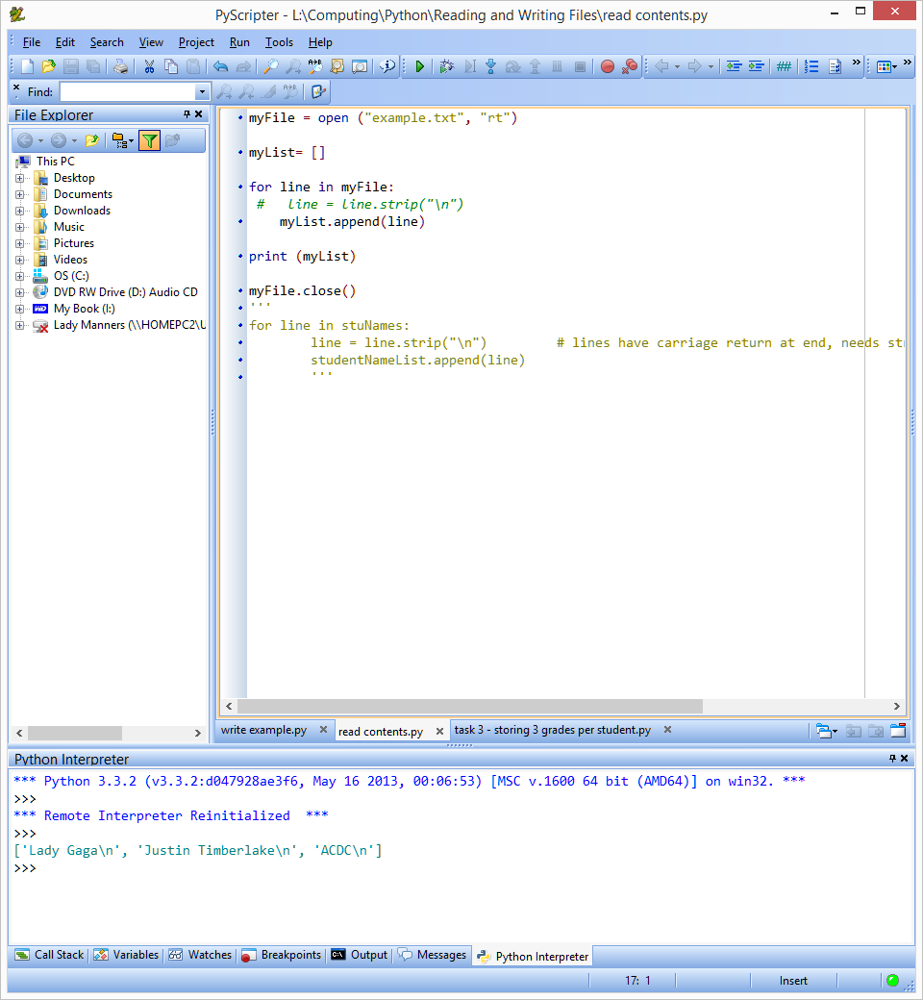 PyScripter - L:\Computing\Python\Reading and Writing Files\read contents.py
File Edit Search View Project Run Tools Help
Find:
File Explorer
This PC
Desktop
Documents
Downloads
Music
Pictures
Videos
OS (C:)
DVD RW Drive (D:) Audio CD
My Book (I:)
Lady Manners (\\HOMEPC2\U
myFile = open ("example.txt", "rt")
myList= []
for line in myFile:
#   line = line.strip("\n")
myList.append(line)
print (myList)
myFile.close()
'''
for line in stuNames:
line = line.strip("\n")         # lines have carriage return at end, needs st
studentNameList.append(line)
'''
write example.py read contents.py task 3 - storing 3 grades per student.py
Python Interpreter
*** Python 3.3.2 (v3.3.2:d047928ae3f6, May 16 2013, 00:06:53) [MSC v.1600 64 bit (AMD64)] on win32. ***
>>>
*** Remote Interpreter Reinitialized  ***
>>>
['Lady Gaga\n', 'Justin Timberlake\n', 'ACDC\n']
>>>
Call Stack Variables Watches Breakpoints Output Messages Python Interpreter
17: 1 Insert